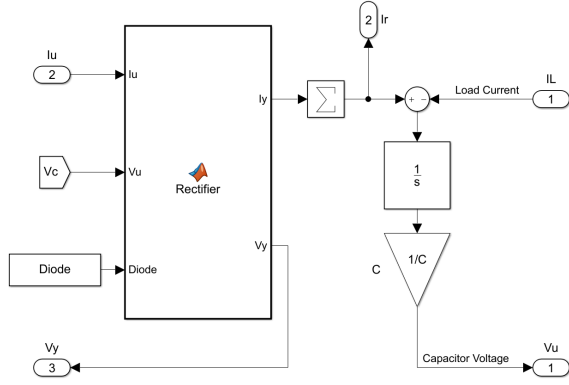 2
Ir
Iu
2
Iu
Iy
Σ
+ −
Load Current
IL
1
Vc
Vu
Rectifier
1
s
Diode
Diode
Vy
C
1/C
Vy
3
Capacitor Voltage
Vu
1